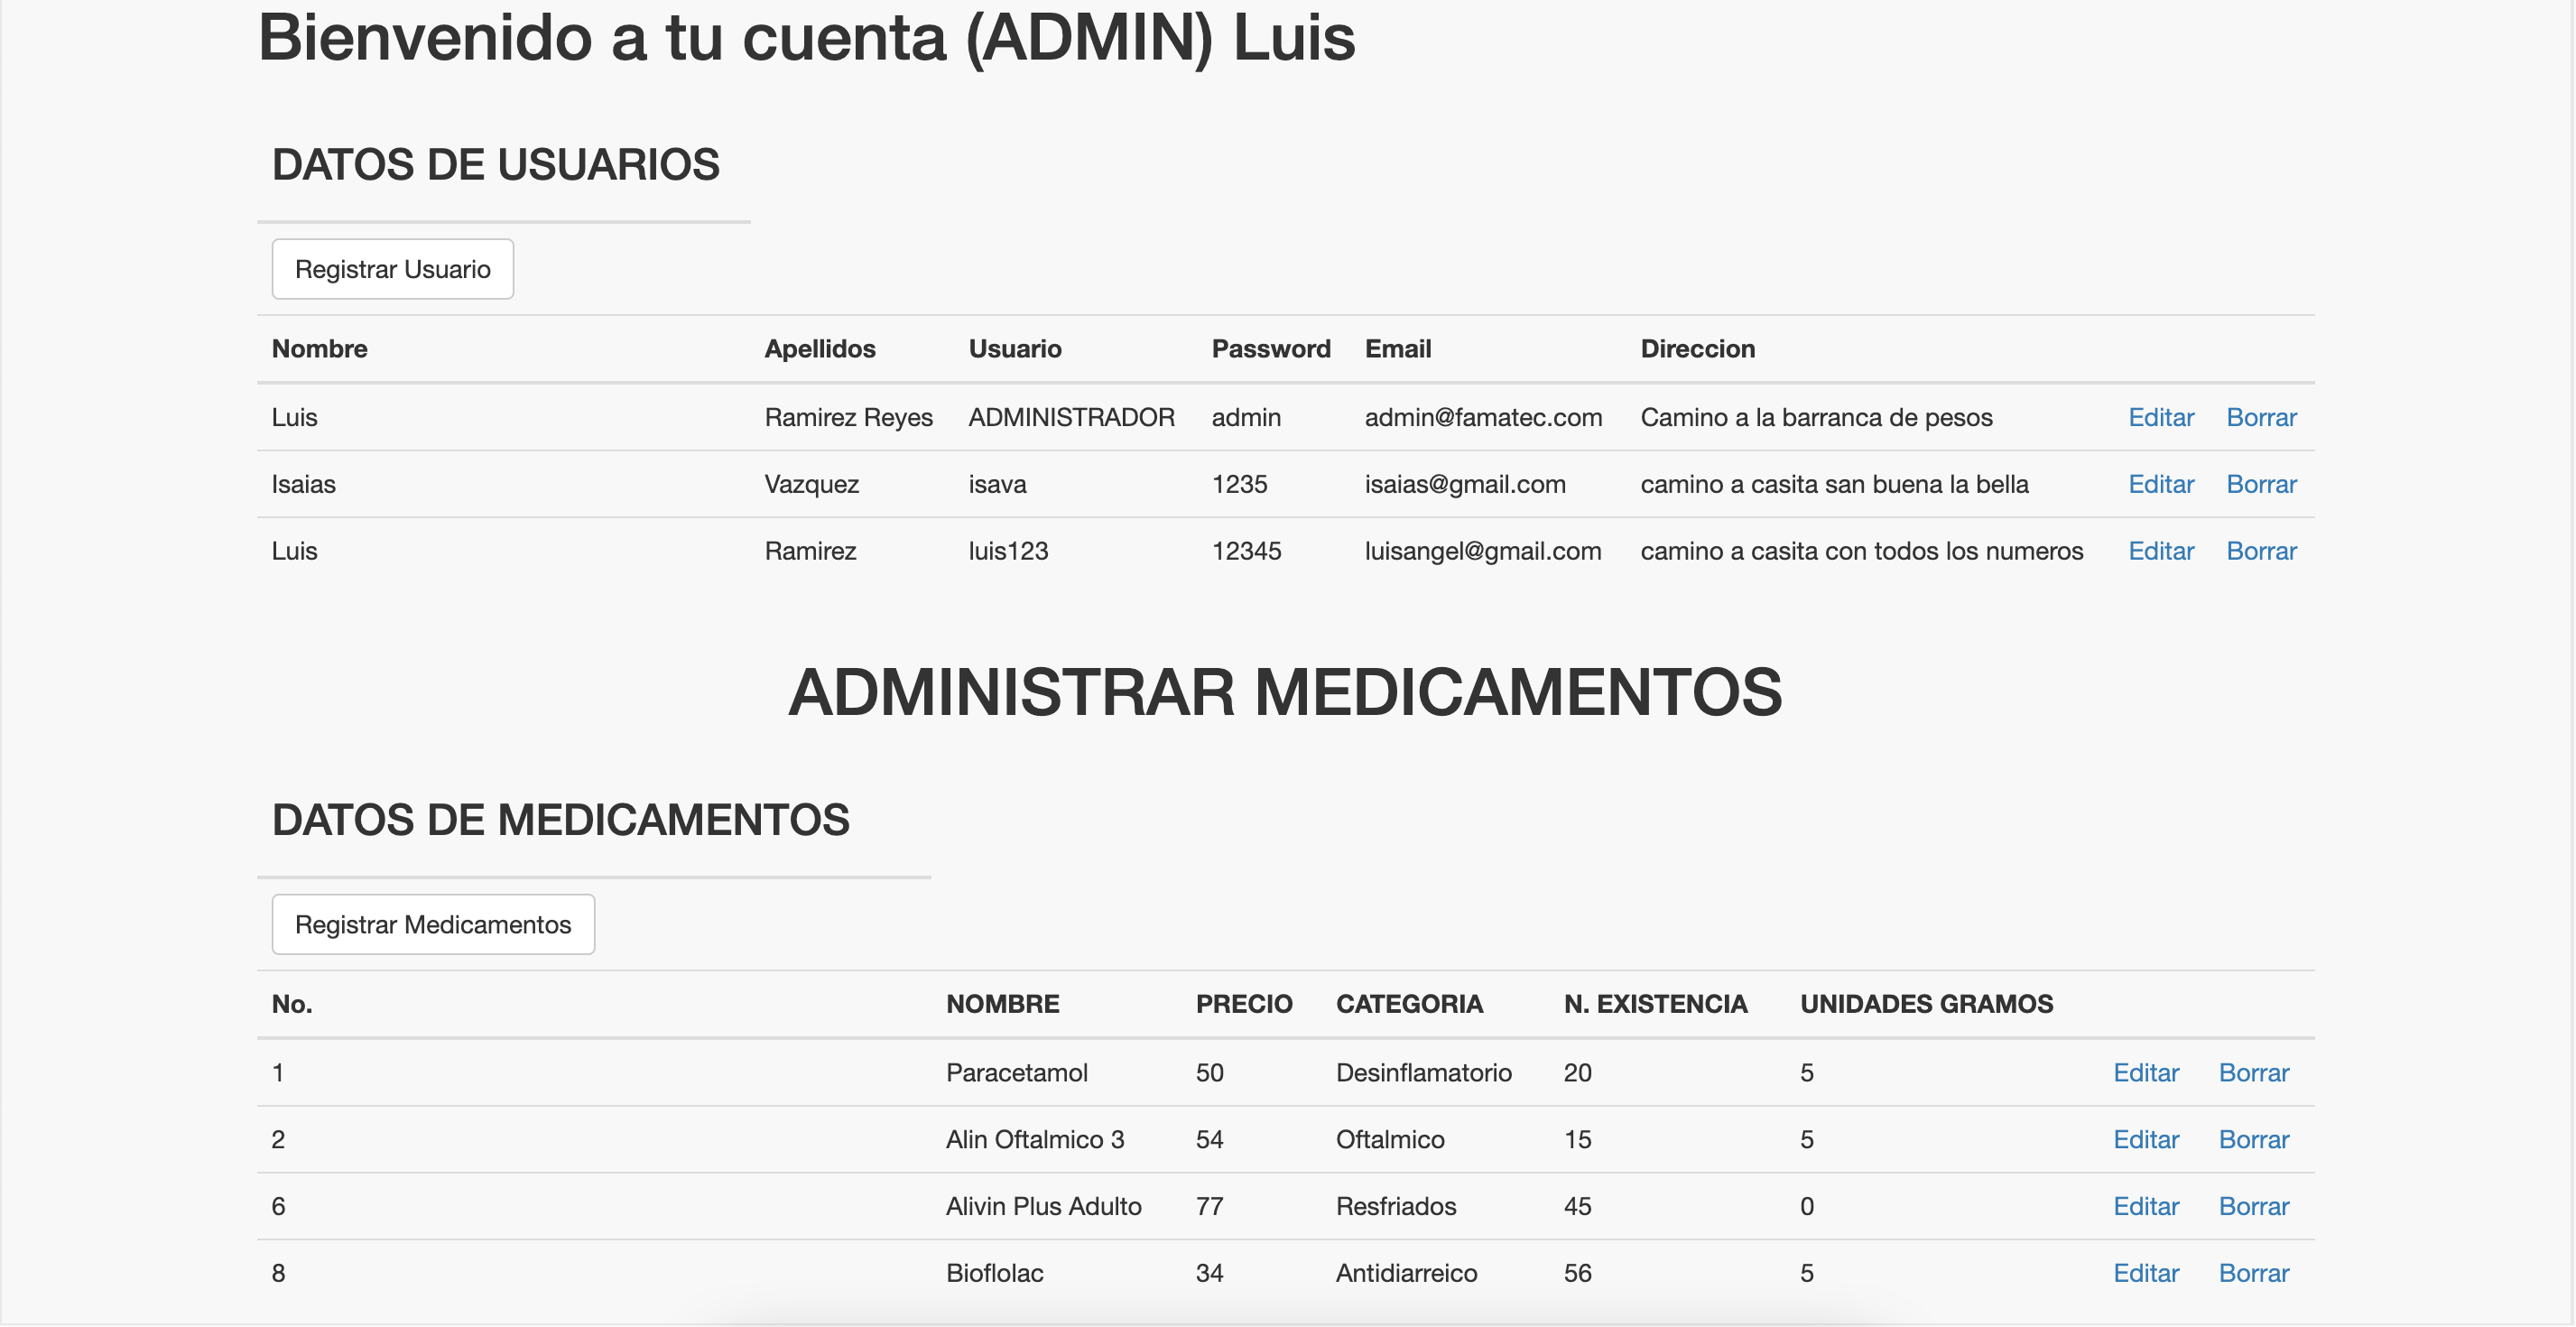 Bienvenido a tu cuenta (ADMIN) Luis
DATOS DE USUARIOS
Registrar Usuario
Nombre Apellidos Usuario Password Email Direccion
Luis Ramirez Reyes ADMINISTRADOR admin admin@famatec.com Camino a la barranca de pesos Editar Borrar
Isaias Vazquez isava 1235 isaias@gmail.com camino a casita san buena la bella Editar Borrar
Luis Ramirez luis123 12345 luisangel@gmail.com camino a casita con todos los numeros Editar Borrar
ADMINISTRAR MEDICAMENTOS
DATOS DE MEDICAMENTOS
Registrar Medicamentos
No. NOMBRE PRECIO CATEGORIA N. EXISTENCIA UNIDADES GRAMOS
1 Paracetamol 50 Desinflamatorio 20 5 Editar Borrar
2 Alin Oftalmico 3 54 Oftalmico 15 5 Editar Borrar
6 Alivin Plus Adulto 77 Resfriados 45 0 Editar Borrar
8 Bioflolac 34 Antidiarreico 56 5 Editar Borrar